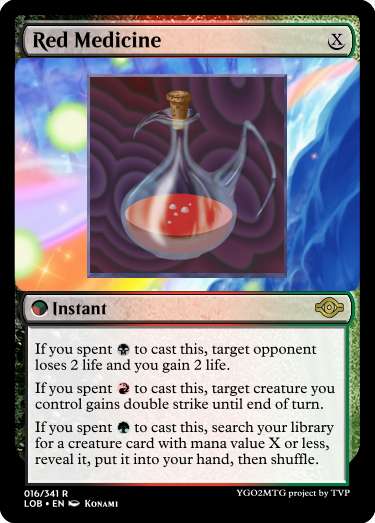 Red Medicine X
Instant
If you spent to cast this, target opponent
loses 2 life and you gain 2 life.
If you spent to cast this, target creature you
control gains double strike until end of turn.
If you spent to cast this, search your library
for a creature card with mana value X or less,
reveal it, put it into your hand, then shuffle.
016/341 R
LOB • EN Konami
YGO2MTG project by TVP